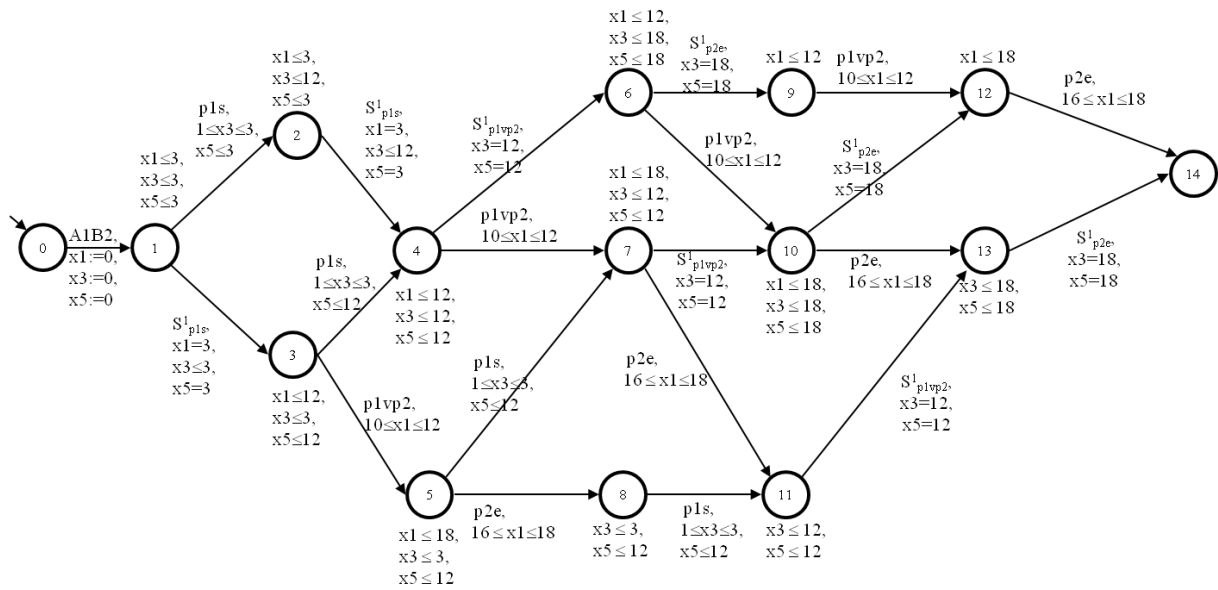 x1≤12,
x3≤18,
x5≤18
S¹p2e,
x3=18,
x5=18
x1≤12
p1vp2,
10≤x1≤12
x1≤18
p2e,
16≤x1≤18
x1≤3,
x3≤12,
x5≤3
6
9
12
p1s,
1≤x3≤3,
x5≤3
2
S¹p1s,
x1=3,
x3≤12,
x5=3
S¹p1vp2,
x3=12,
x5=12
p1vp2,
10≤x1≤12
S¹p2e,
x3=18,
x5=18
x1≤3,
x3≤3,
x5≤3
x1≤18,
x3≤12,
x5≤12
14
0
A1B2,
x1:=0,
x3:=0,
x5:=0
1
4
p1vp2,
10≤x1≤12
7
S¹p1vp2,
x3=12,
x5=12
10
p2e,
16≤x1≤18
13
S¹p2e,
x3=18,
x5=18
p1s,
1≤x3≤3,
x5≤12
x1≤12,
x3≤12,
x5≤12
x1≤18,
x3≤18,
x5≤18
x3≤18,
x5≤18
S¹p1s,
x1=3,
x3≤3,
x5=3
3
x1≤12,
x3≤3,
x5≤12
p1vp2,
10≤x1≤12
p1s,
1≤x3≤3,
x5≤12
p2e,
16≤x1≤18
S¹p1vp2,
x3=12,
x5=12
5
p2e,
16≤x1≤18
8
p1s,
1≤x3≤3,
x5≤12
11
x1≤18,
x3≤3,
x5≤12
x3≤3,
x5≤12
x3≤12,
x5≤12